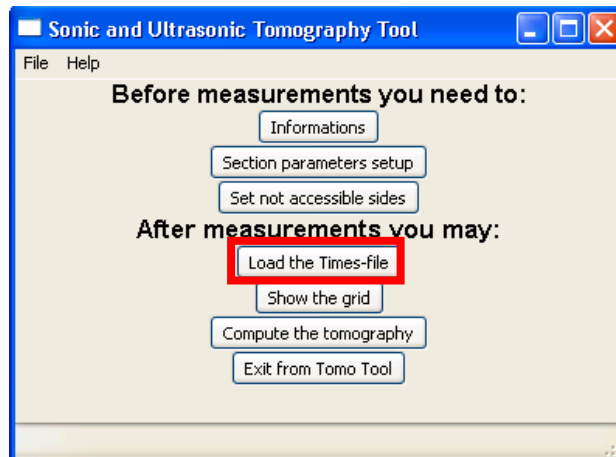 Sonic and Ultrasonic Tomography Tool
File Help
Before measurements you need to:
Informations
Section parameters setup
Set not accessible sides
After measurements you may:
Load the Times-file
Show the grid
Compute the tomography
Exit from Tomo Tool